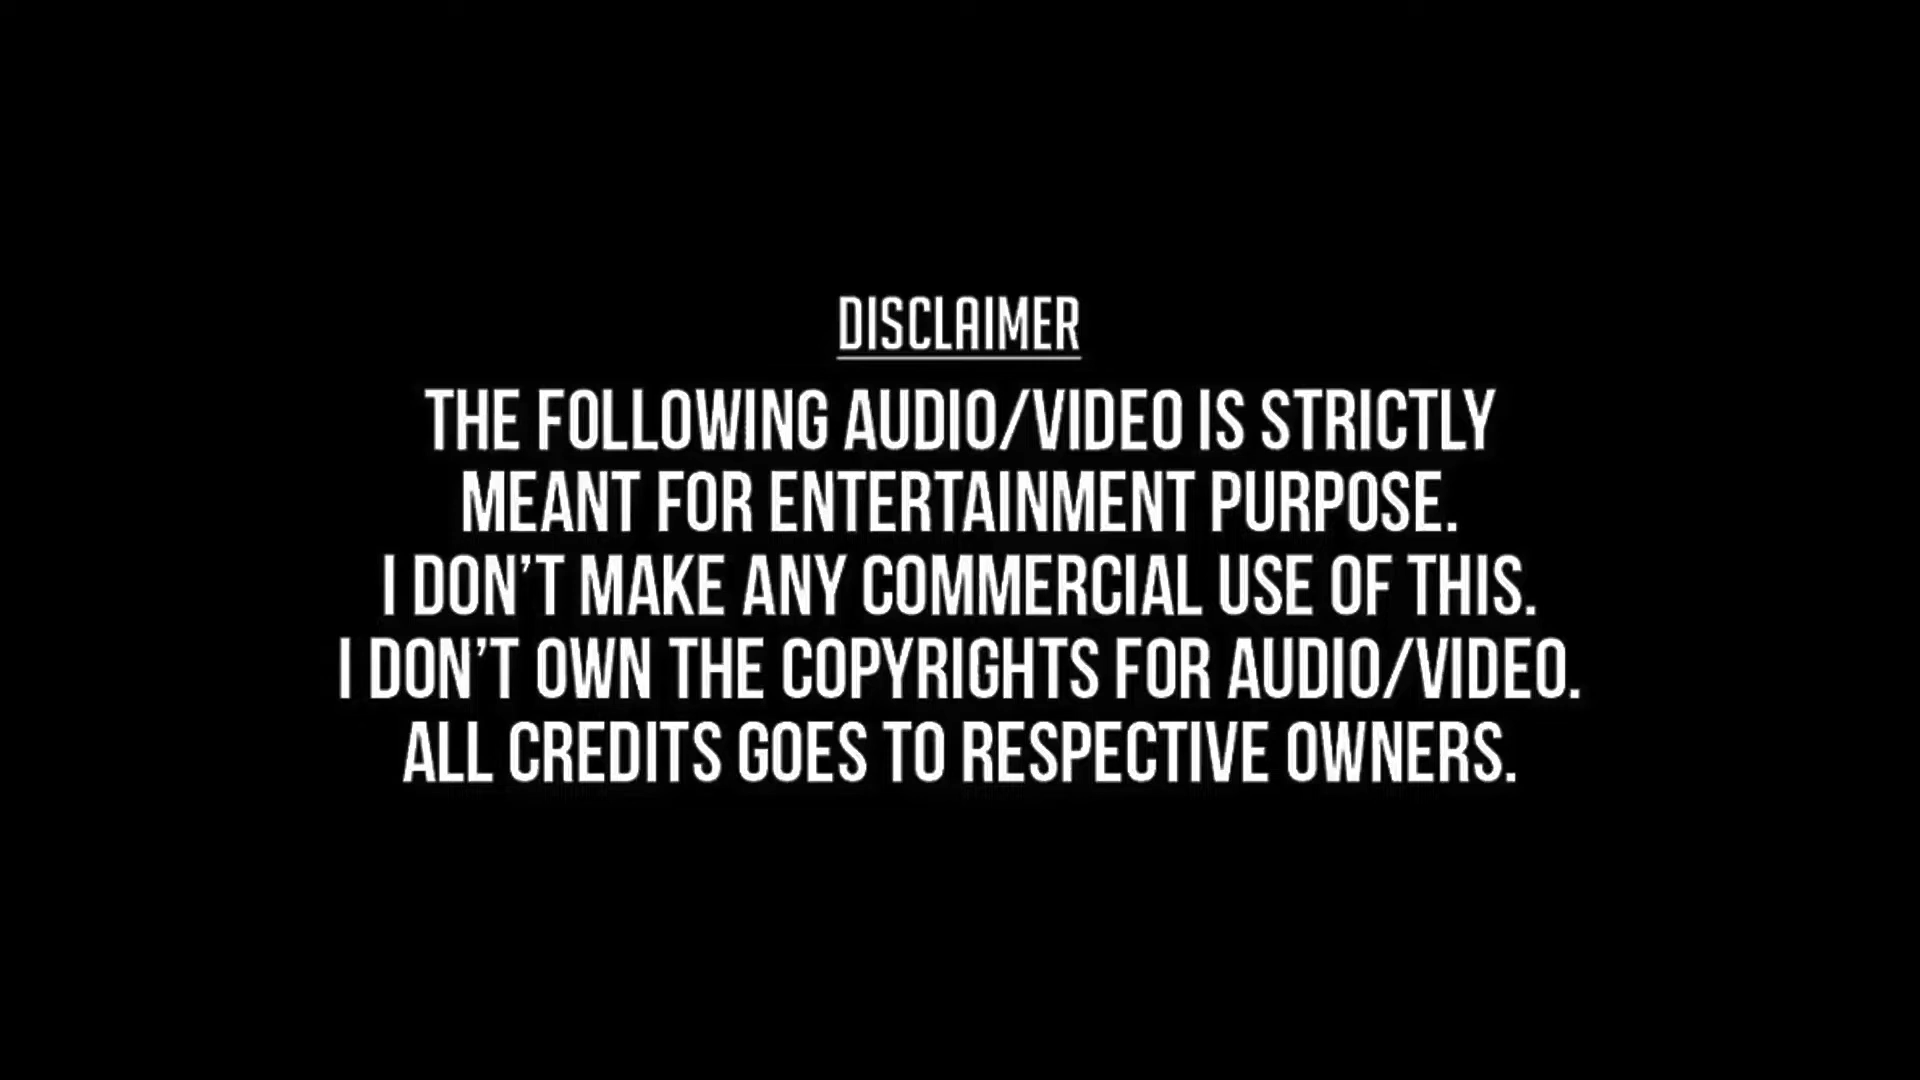 DISCLAIMER
THE FOLLOWING AUDIO/VIDEO IS STRICTLY
MEANT FOR ENTERTAINMENT PURPOSE.
I DON’T MAKE ANY COMMERCIAL USE OF THIS.
I DON’T OWN THE COPYRIGHTS FOR AUDIO/VIDEO.
ALL CREDITS GOES TO RESPECTIVE OWNERS.